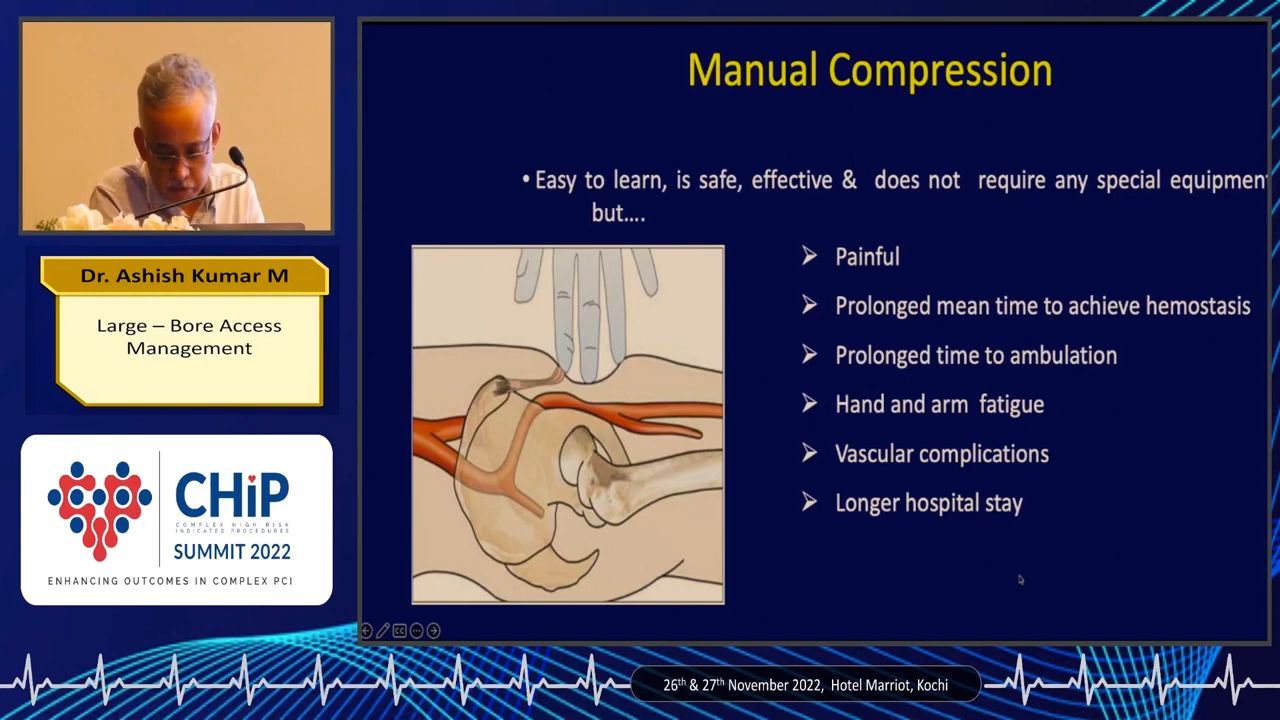 Manual Compression
• Easy to learn, is safe, effective & does not require any special equipment
but....
➢ Painful
➢ Prolonged mean time to achieve hemostasis
➢ Prolonged time to ambulation
➢ Hand and arm fatigue
➢ Vascular complications
➢ Longer hospital stay
Dr. Ashish Kumar M
Large – Bore Access
Management
CHiP
COMPLEX HIGH RISK
INDICATED PROCEDURES
SUMMIT 2022
ENHANCING OUTCOMES IN COMPLEX PCI
CC
26th & 27th November 2022, Hotel Marriot, Kochi